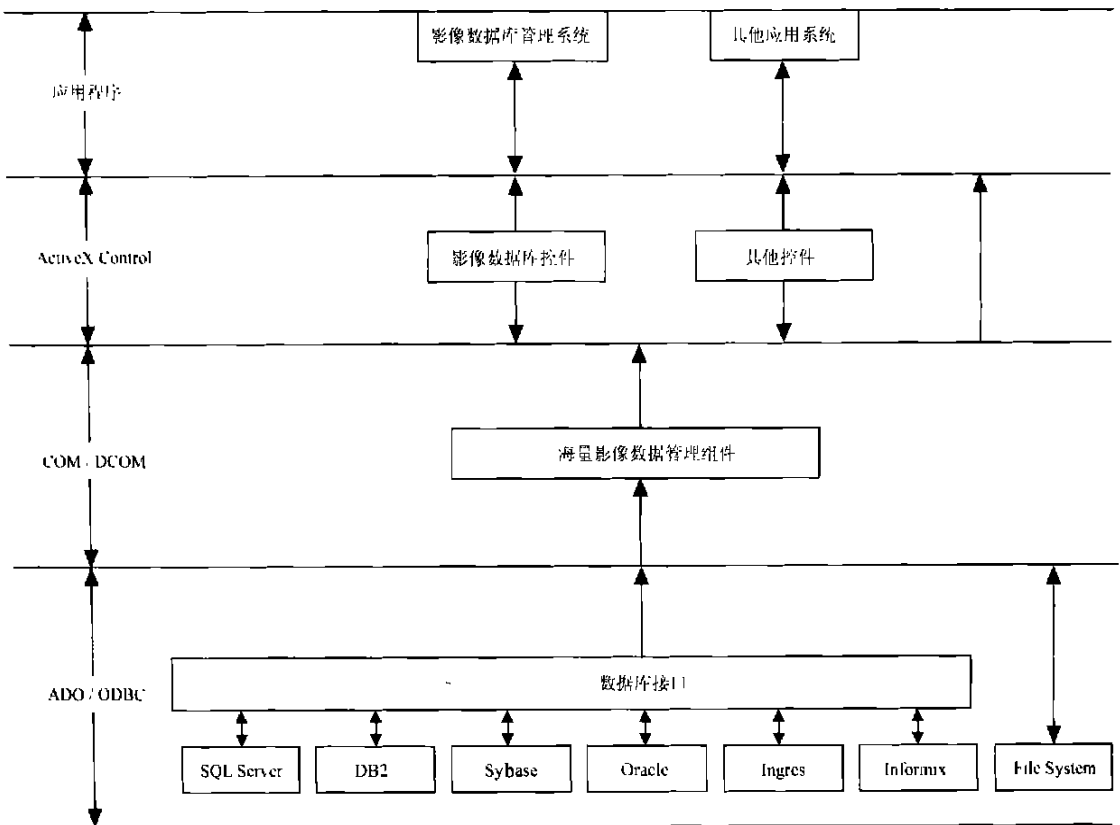 影像数据库管理系统
其他应用系统
应用程序
ActiveX Control
影像数据库控件
其他控件
COM / DCOM
海量影像数据管理组件
ADO / ODBC
数据库接口
SQL Server
DB2
Sybase
Oracle
Ingres
Informix
File System